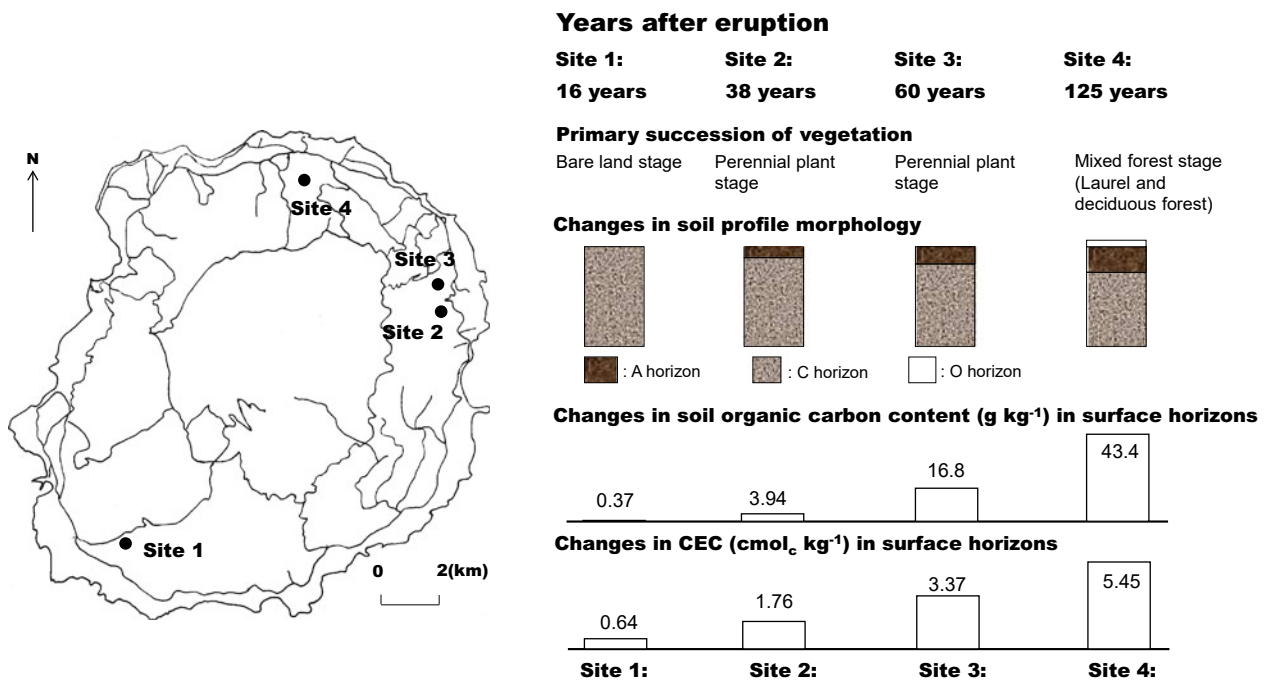 N
Site 4
Site 3
Site 2
Site 1
0 2(km)
Years after eruption
Site 1: Site 2: Site 3: Site 4:
16 years 38 years 60 years 125 years
Primary succession of vegetation
Bare land stage Perennial plant Perennial plant Mixed forest stage
stage stage (Laurel and
deciduous forest)
Changes in soil profile morphology
: A horizon : C horizon : O horizon
Changes in soil organic carbon content (g kg⁻¹) in surface horizons
0.37 3.94 16.8 43.4
Changes in CEC (cmol꜀ kg⁻¹) in surface horizons
0.64 1.76 3.37 5.45
Site 1: Site 2: Site 3: Site 4: